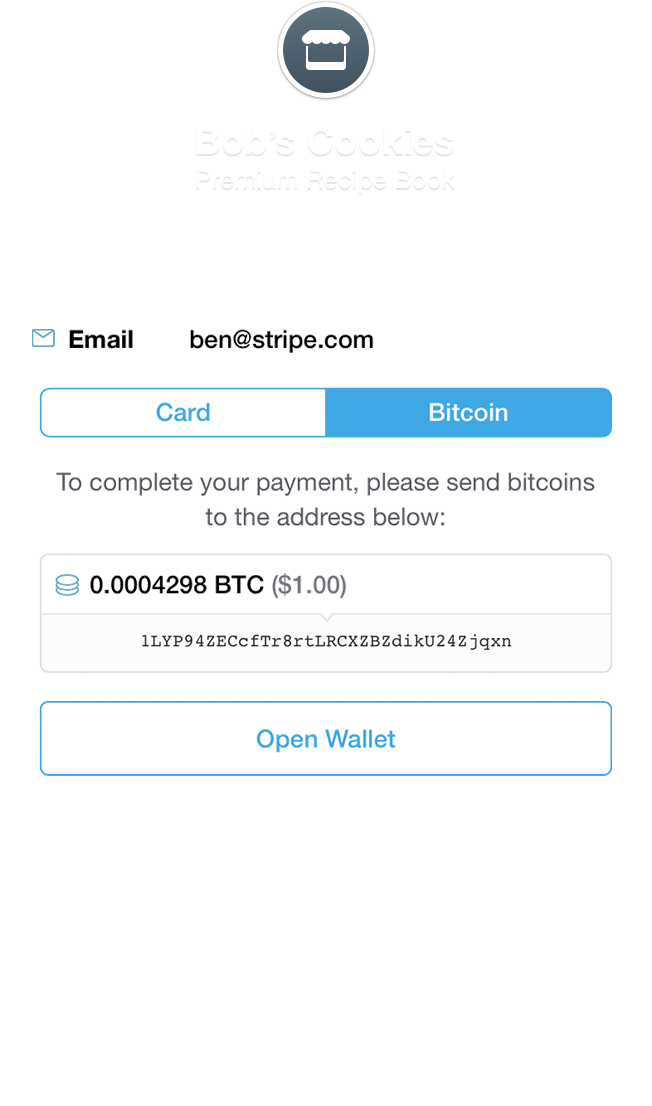 Bob's Cookies
Premium Recipe Book
Email ben@stripe.com
Card Bitcoin
To complete your payment, please send bitcoins
to the address below:
0.0004298 BTC ($1.00)
1LYP94ZECcfTr8rtLRCXZBZdikU24Zjqxn
Open Wallet